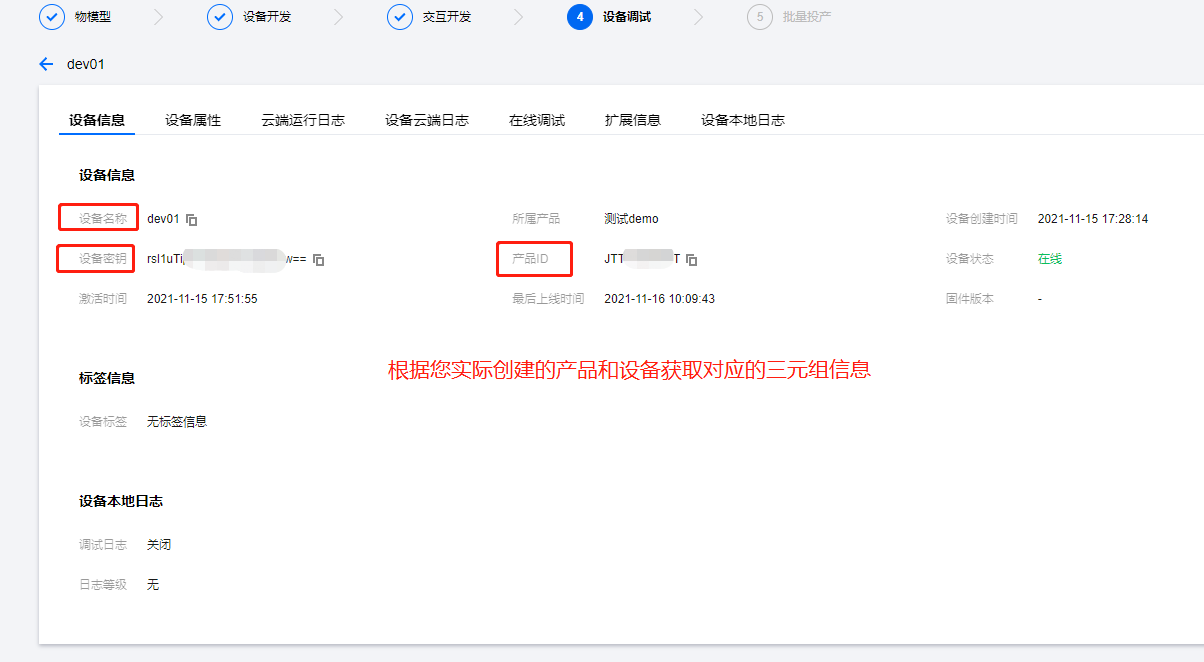 物模型 设备开发 交互开发 4 设备调试 5 批量投产
dev01
设备信息 设备属性 云端运行日志 设备云端日志 在线调试 扩展信息 设备本地日志
设备信息
设备名称 dev01 所属产品 测试demo 设备创建时间 2021-11-15 17:28:14
设备密钥 w== 产品ID JTT T 设备状态 在线
激活时间 2021-11-15 17:51:55 最后上线时间 2021-11-16 10:09:43 固件版本 -
根据您实际创建的产品和设备获取对应的三元组信息
标签信息
设备标签 无标签信息
设备本地日志
调试日志 关闭
日志等级 无